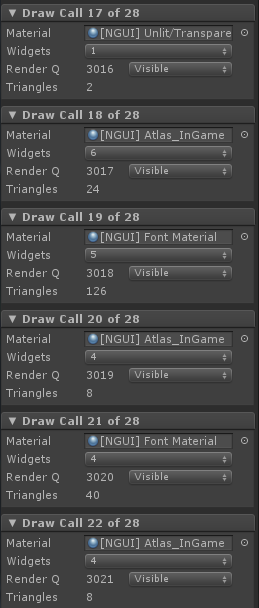 ▼ Draw Call 17 of 28
Material [NGUI] Unlit/Transpare
Widgets 1
Render Q 3016 Visible
Triangles 2
▼ Draw Call 18 of 28
Material [NGUI] Atlas_InGame
Widgets 6
Render Q 3017 Visible
Triangles 24
▼ Draw Call 19 of 28
Material [NGUI] Font Material
Widgets 5
Render Q 3018 Visible
Triangles 126
▼ Draw Call 20 of 28
Material [NGUI] Atlas_InGame
Widgets 4
Render Q 3019 Visible
Triangles 8
▼ Draw Call 21 of 28
Material [NGUI] Font Material
Widgets 4
Render Q 3020 Visible
Triangles 40
▼ Draw Call 22 of 28
Material [NGUI] Atlas_InGame
Widgets 4
Render Q 3021 Visible
Triangles 8